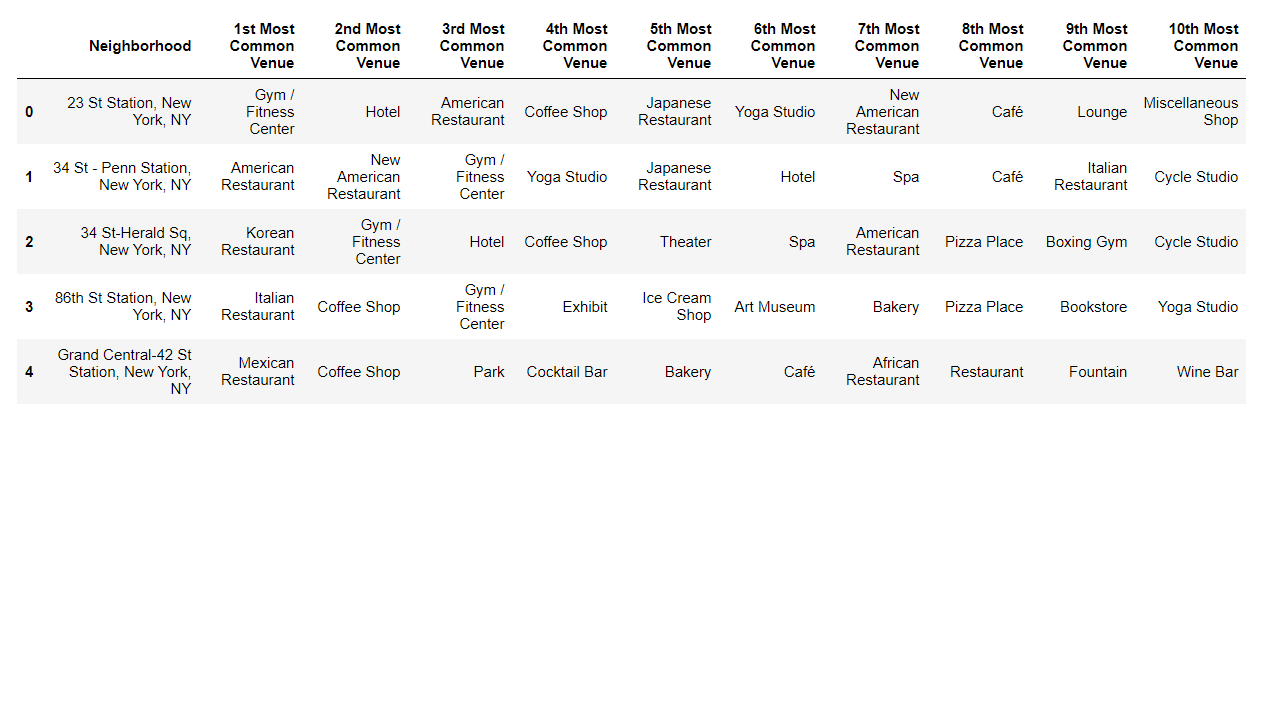 Neighborhood 1st Most Common Venue 2nd Most Common Venue 3rd Most Common Venue 4th Most Common Venue 5th Most Common Venue 6th Most Common Venue 7th Most Common Venue 8th Most Common Venue 9th Most Common Venue 10th Most Common Venue
0 23 St Station, New York, NY Gym / Fitness Center Hotel American Restaurant Coffee Shop Japanese Restaurant Yoga Studio New American Restaurant Café Lounge Miscellaneous Shop
1 34 St - Penn Station, New York, NY American Restaurant New American Restaurant Gym / Fitness Center Yoga Studio Japanese Restaurant Hotel Spa Café Italian Restaurant Cycle Studio
2 34 St-Herald Sq, New York, NY Korean Restaurant Gym / Fitness Center Hotel Coffee Shop Theater Spa American Restaurant Pizza Place Boxing Gym Cycle Studio
3 86th St Station, New York, NY Italian Restaurant Coffee Shop Gym / Fitness Center Exhibit Ice Cream Shop Art Museum Bakery Pizza Place Bookstore Yoga Studio
4 Grand Central-42 St Station, New York, NY Mexican Restaurant Coffee Shop Park Cocktail Bar Bakery Café African Restaurant Restaurant Fountain Wine Bar